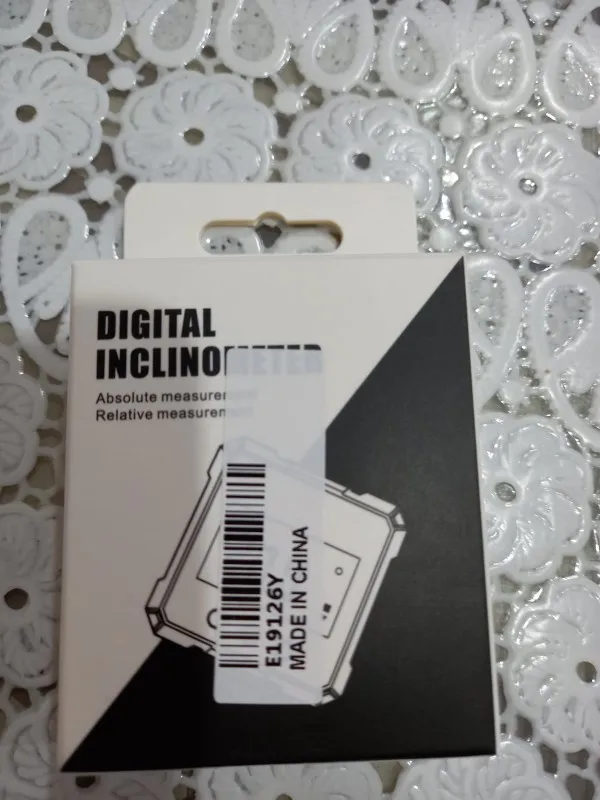 DIGITAL
INCLINOMETER
Absolute
Relative
E19126Y
MADE IN CHINA